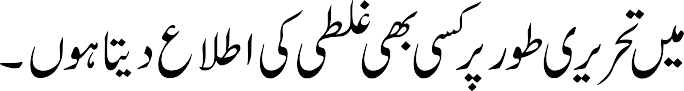 میں تحریری طور پر کسی بھی غلطی کی اطلاع دیتا ہوں ۔